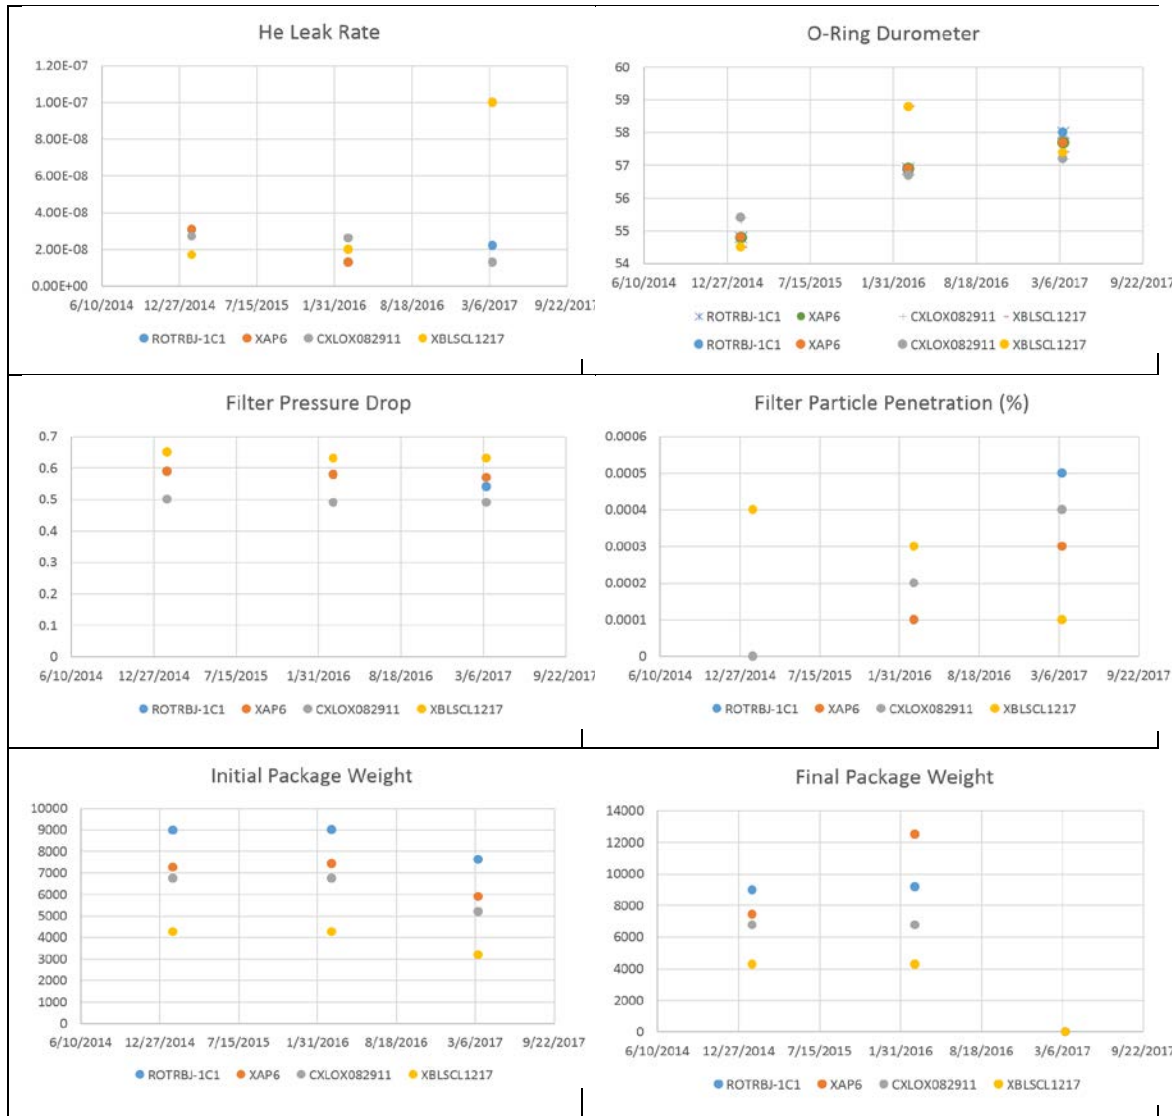 He Leak Rate
1.20E-07
1.00E-07
8.00E-08
6.00E-08
4.00E-08
2.00E-08
0.00E+00
6/10/2014 12/27/2014 7/15/2015 1/31/2016 8/18/2016 3/6/2017 9/22/2017
ROTRBJ-1C1 XAP6 CXLOX082911 XBLSCL1217
O-Ring Durometer
60
59
58
57
56
55
54
6/10/2014 12/27/2014 7/15/2015 1/31/2016 8/18/2016 3/6/2017 9/22/2017
ROTRBJ-1C1 XAP6 CXLOX082911 XBLSCL1217
ROTRBJ-1C1 XAP6 CXLOX082911 XBLSCL1217
Filter Pressure Drop
0.7
0.6
0.5
0.4
0.3
0.2
0.1
0
6/10/2014 12/27/2014 7/15/2015 1/31/2016 8/18/2016 3/6/2017 9/22/2017
ROTRBJ-1C1 XAP6 CXLOX082911 XBLSCL1217
Filter Particle Penetration (%)
0.0006
0.0005
0.0004
0.0003
0.0002
0.0001
0
6/10/2014 12/27/2014 7/15/2015 1/31/2016 8/18/2016 3/6/2017 9/22/2017
ROTRBJ-1C1 XAP6 CXLOX082911 XBLSCL1217
Initial Package Weight
10000
9000
8000
7000
6000
5000
4000
3000
2000
1000
0
6/10/2014 12/27/2014 7/15/2015 1/31/2016 8/18/2016 3/6/2017 9/22/2017
ROTRBJ-1C1 XAP6 CXLOX082911 XBLSCL1217
Final Package Weight
14000
12000
10000
8000
6000
4000
2000
0
6/10/2014 12/27/2014 7/15/2015 1/31/2016 8/18/2016 3/6/2017 9/22/2017
ROTRBJ-1C1 XAP6 CXLOX082911 XBLSCL1217